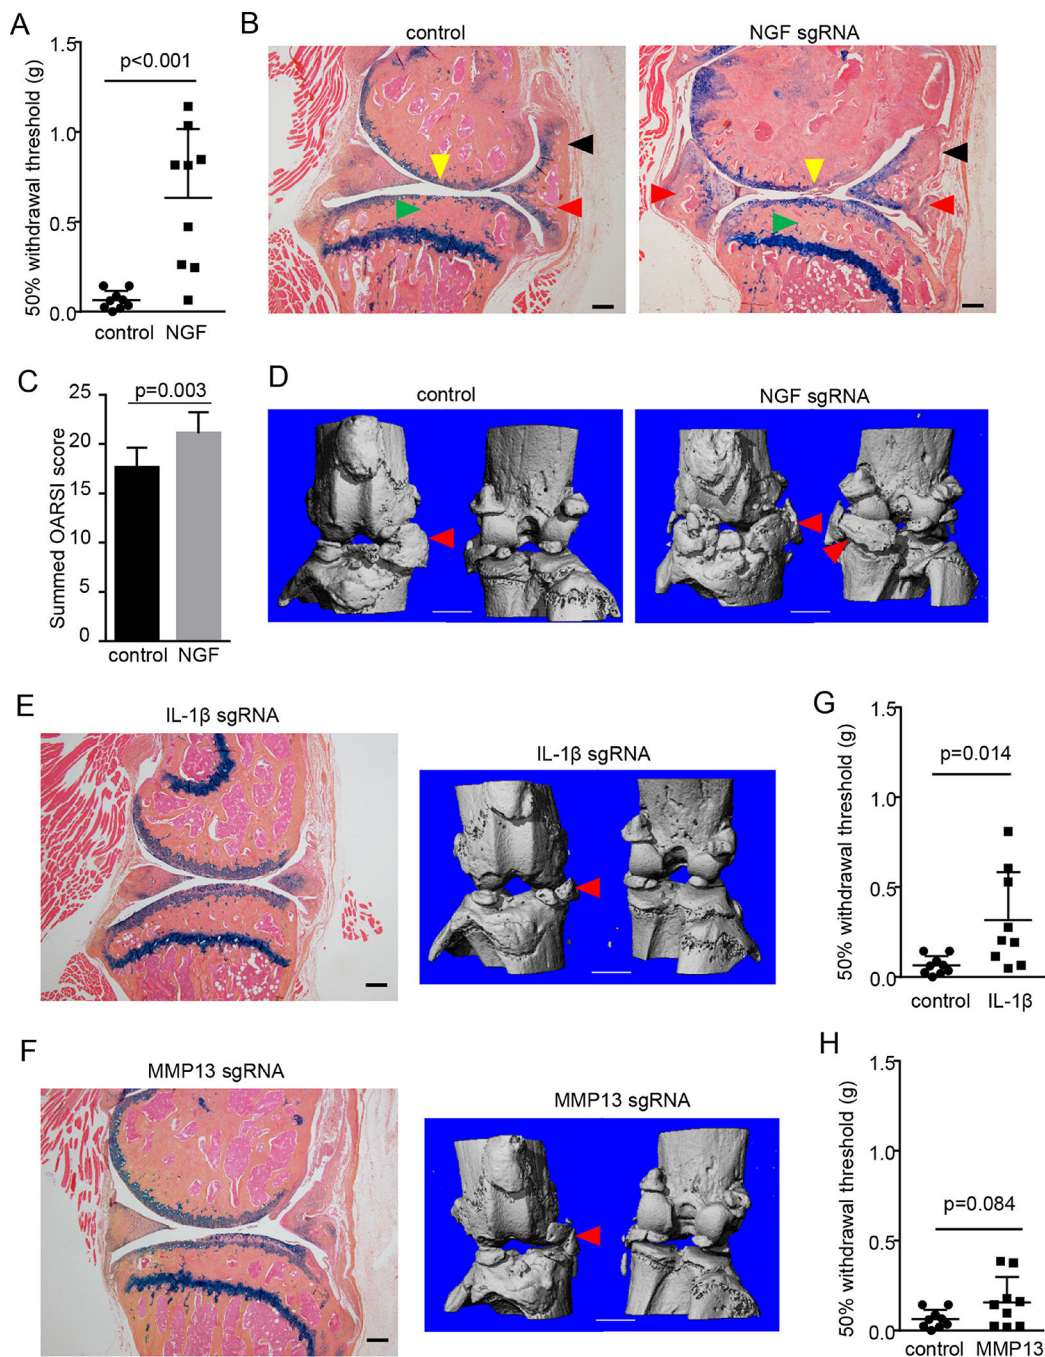 A
1.5
1.0
0.5
0.0
50% withdrawal threshold (g)
p<0.001
control NGF
B
control
NGF sgRNA
C
25
20
15
10
5
0
Summed OARSI score
p=0.003
control NGF
D
control
NGF sgRNA
E
IL-1β sgRNA
IL-1β sgRNA
G
1.5
1.0
0.5
0.0
50% withdrawal threshold (g)
p=0.014
control IL-1β
F
MMP13 sgRNA
MMP13 sgRNA
H
1.5
1.0
0.5
0.0
50% withdrawal threshold (g)
p=0.084
control MMP13